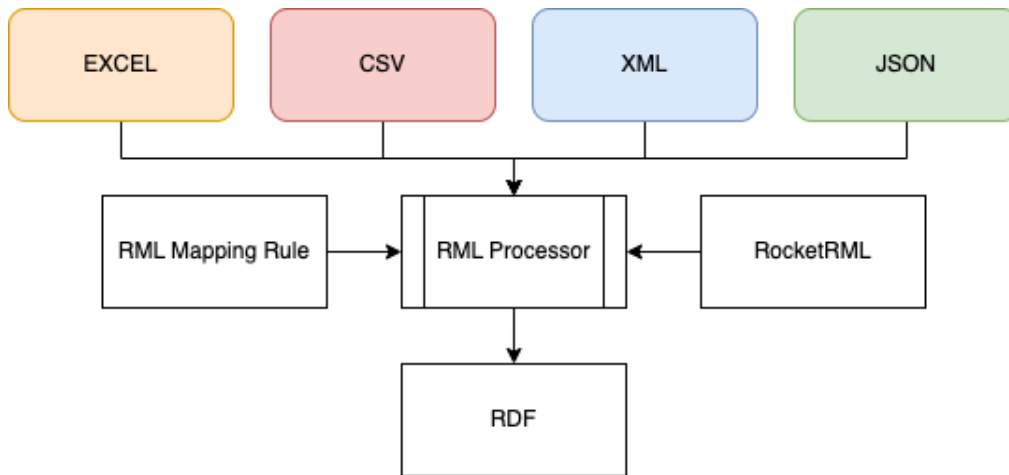 EXCEL
CSV
XML
JSON
RML Mapping Rule
RML Processor
RocketRML
RDF